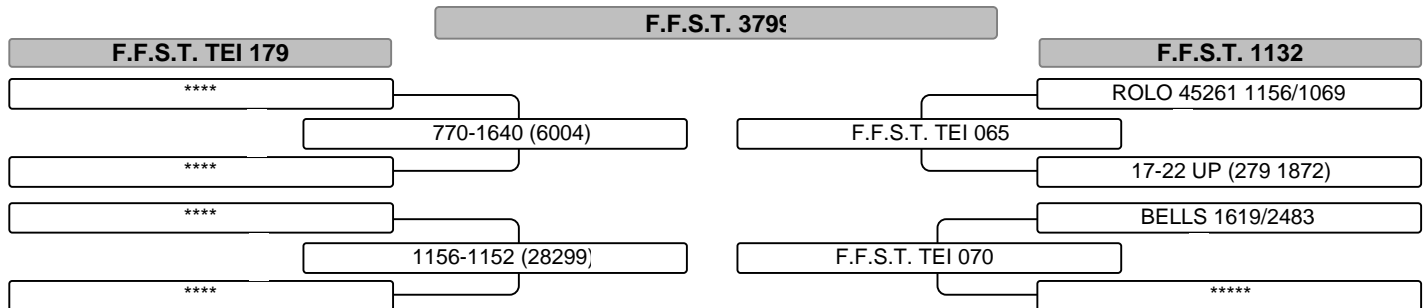 F.F.S.T. 3799
F.F.S.T. TEI 179
F.F.S.T. 1132
****
ROLO 45261 1156/1069
770-1640 (6004)
F.F.S.T. TEI 065
****
17-22 UP (279 1872)
****
BELLS 1619/2483
1156-1152 (28299)
F.F.S.T. TEI 070
****
*****